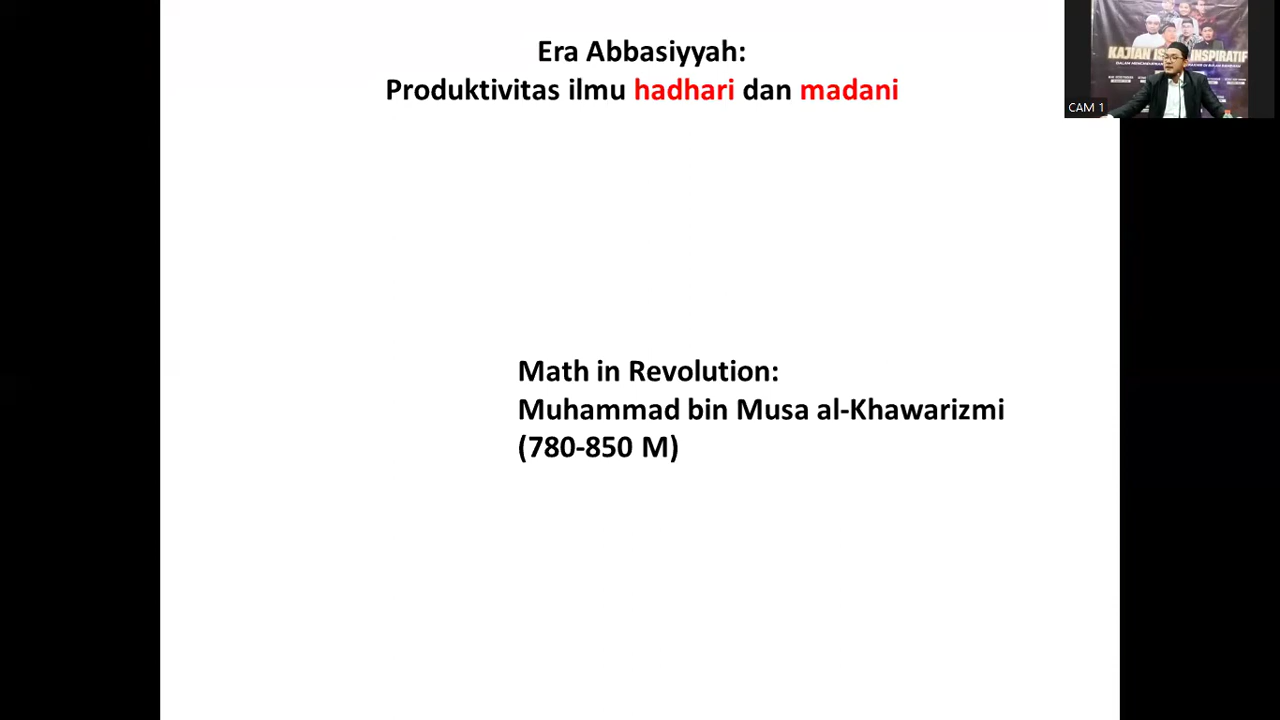 Era Abbasiyyah:
Produktivitas ilmu hadhari dan madani
Math in Revolution:
Muhammad bin Musa al-Khawarizmi
(780-850 M)
CAM 1
KAJIAN IS INSPIRATIF